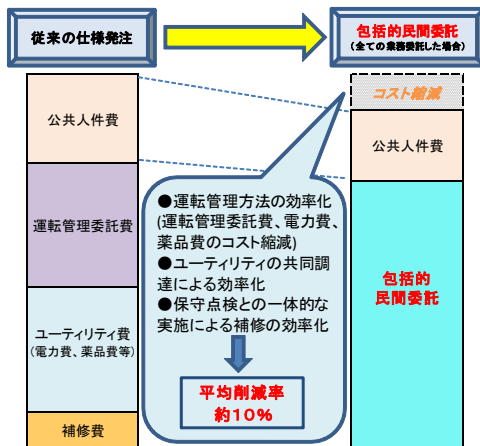 従来の仕様発注
包括的民間委託
(全ての業務委託した場合)
公共人件費
運転管理委託費
ユーティリティ費
(電力費、薬品費等)
補修費
●運転管理方法の効率化
(運転管理委託費、電力費、
薬品費のコスト縮減)
●ユーティリティの共同調
達による効率化
●保守点検との一体的な
実施による補修の効率化
平均削減率
約10%
コスト縮減
公共人件費
包括的
民間委託